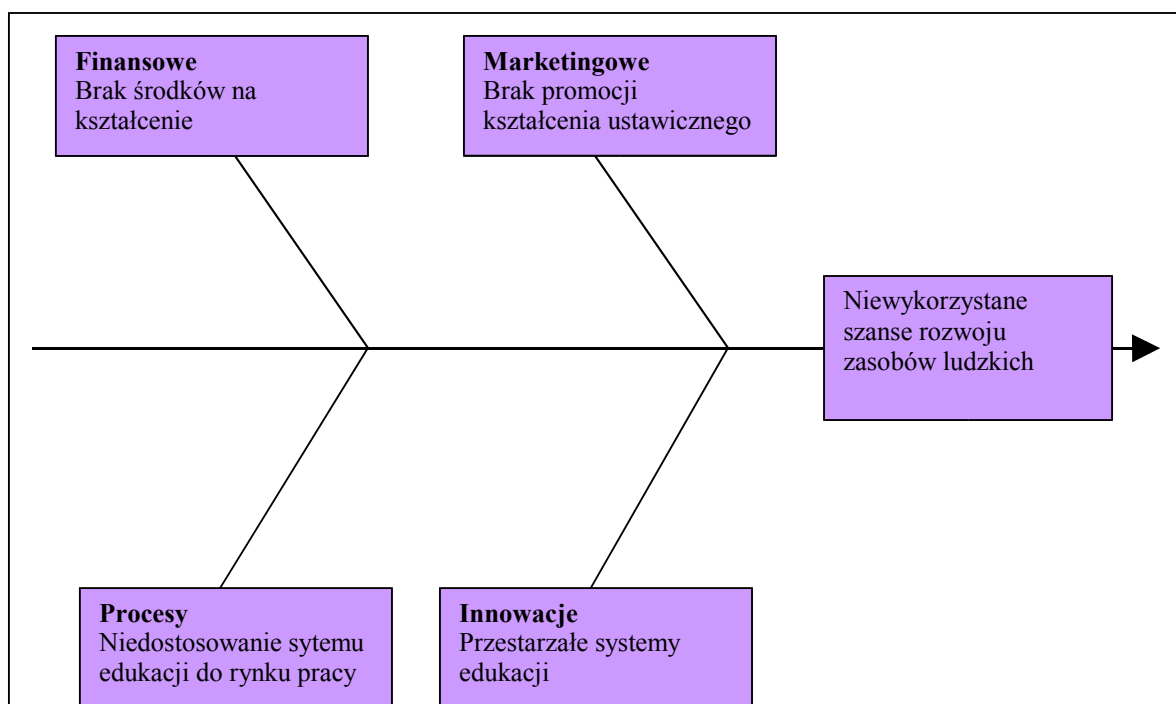 Finansowe
Brak środków na
kształcenie
Marketingowe
Brak promocji
kształcenia ustawicznego
Niewykorzystane
szanse rozwoju
zasobów ludzkich
Procesy
Niedostosowanie sytemu
edukacji do rynku pracy
Innowacje
Przestarzałe systemy
edukacji